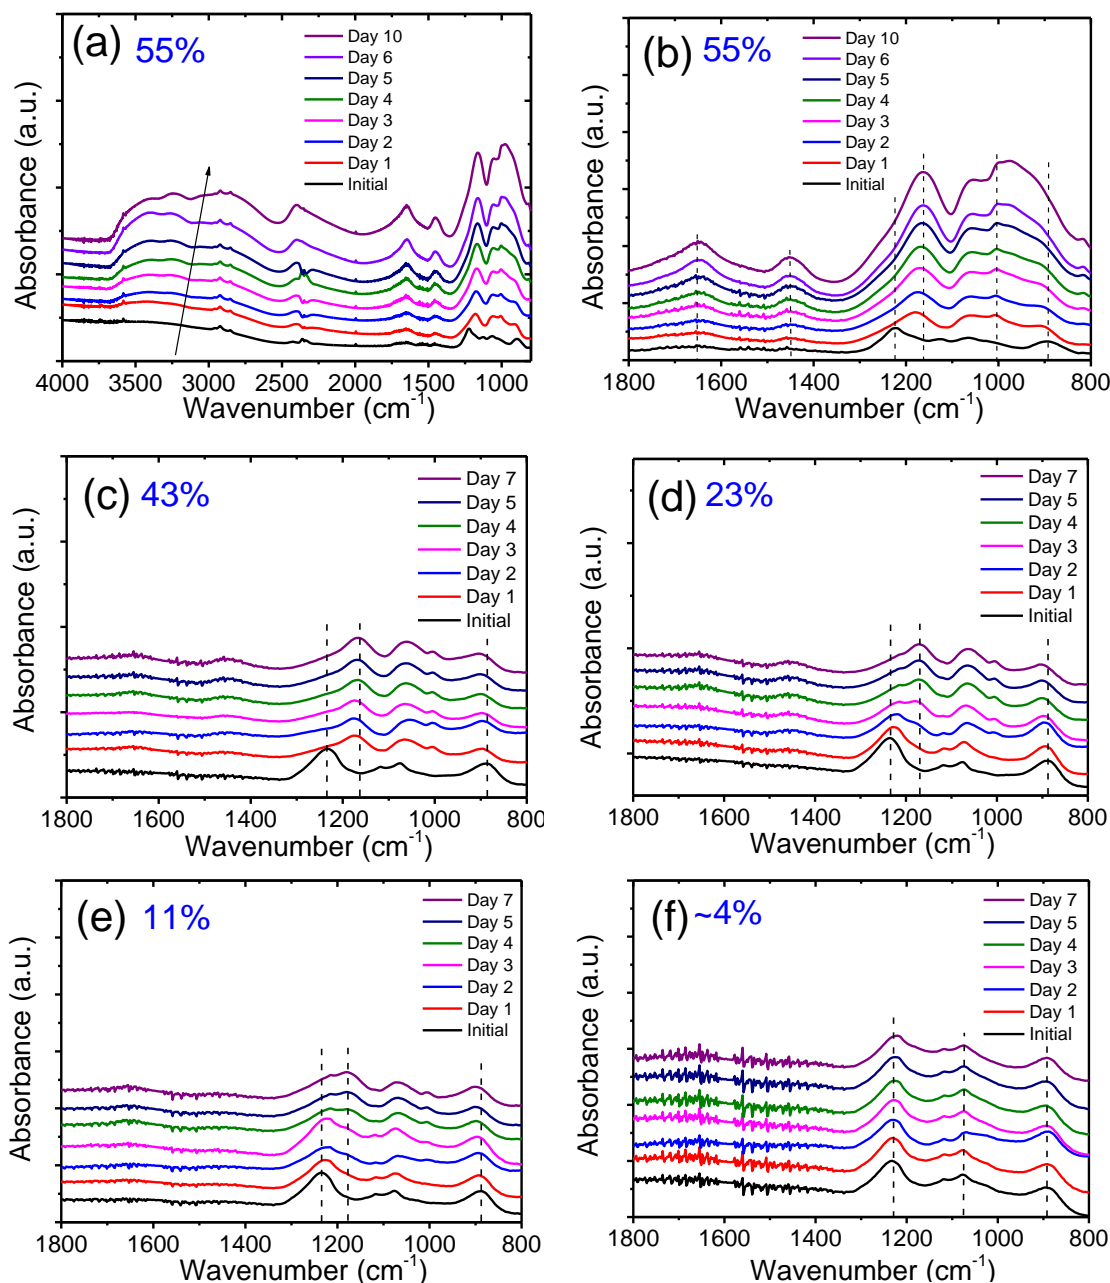 (a) 55%
Day 10
Day 6
Day 5
Day 4
Day 3
Day 2
Day 1
Initial
Absorbance (a.u.)
4000 3500 3000 2500 2000 1500 1000
Wavenumber (cm⁻¹)
(b) 55%
Day 10
Day 6
Day 5
Day 4
Day 3
Day 2
Day 1
Initial
Absorbance (a.u.)
1800 1600 1400 1200 1000 800
Wavenumber (cm⁻¹)
(c) 43%
Day 7
Day 5
Day 4
Day 3
Day 2
Day 1
Initial
Absorbance (a.u.)
1800 1600 1400 1200 1000 800
Wavenumber (cm⁻¹)
(d) 23%
Day 7
Day 5
Day 4
Day 3
Day 2
Day 1
Initial
Absorbance (a.u.)
1800 1600 1400 1200 1000 800
Wavenumber (cm⁻¹)
(e) 11%
Day 7
Day 5
Day 4
Day 3
Day 2
Day 1
Initial
Absorbance (a.u.)
1800 1600 1400 1200 1000 800
Wavenumber (cm⁻¹)
(f) ~4%
Day 7
Day 5
Day 4
Day 3
Day 2
Day 1
Initial
Absorbance (a.u.)
1800 1600 1400 1200 1000 800
Wavenumber (cm⁻¹)